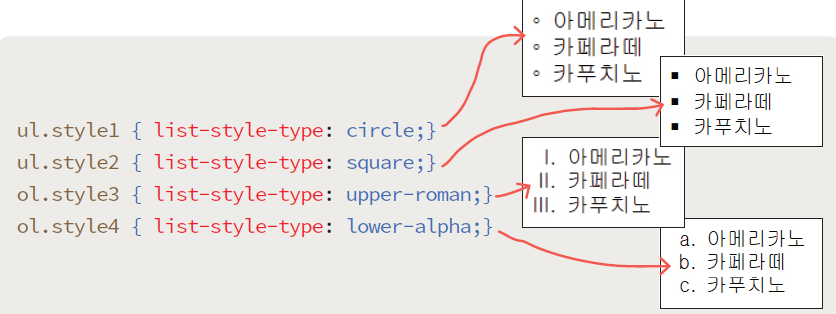 ◦ 아메리카노
◦ 카페라떼
◦ 카푸치노
▪ 아메리카노
▪ 카페라떼
▪ 카푸치노
ul.style1 { list-style-type: circle;}
ul.style2 { list-style-type: square;}
ol.style3 { list-style-type: upper-roman;}
ol.style4 { list-style-type: lower-alpha;}
I. 아메리카노
II. 카페라떼
III. 카푸치노
a. 아메리카노
b. 카페라떼
c. 카푸치노